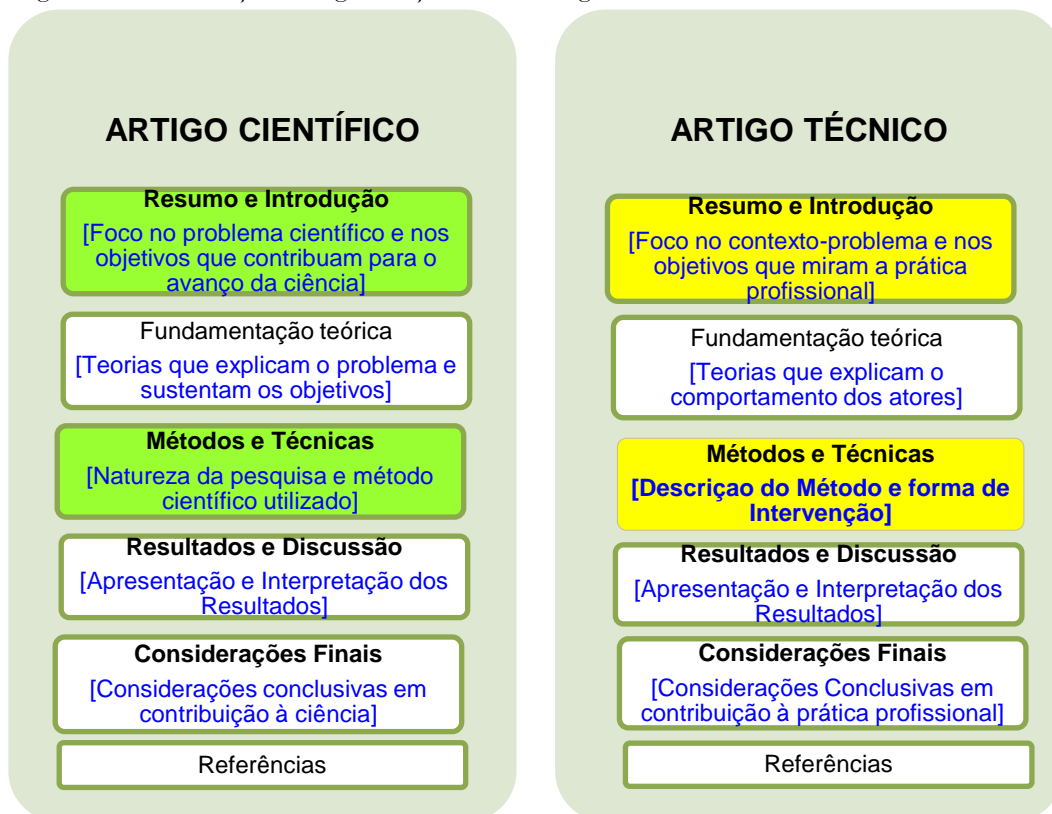 ARTIGO CIENTÍFICO
Resumo e Introdução
[Foco no problema científico e nos
objetivos que contribuam para o
avanço da ciência]
Fundamentação teórica
[Teorias que explicam o problema e
sustentam os objetivos]
Métodos e Técnicas
[Natureza da pesquisa e método
científico utilizado]
Resultados e Discussão
[Apresentação e Interpretação dos
Resultados]
Considerações Finais
[Considerações conclusivas em
contribuição à ciência]
Referências
ARTIGO TÉCNICO
Resumo e Introdução
[Foco no contexto-problema e nos
objetivos que miram a prática
profissional]
Fundamentação teórica
[Teorias que explicam o
comportamento dos atores]
Métodos e Técnicas
[Descriçao do Método e forma de
Intervenção]
Resultados e Discussão
[Apresentação e Interpretação dos
Resultados]
Considerações Finais
[Considerações Conclusivas em
contribuição à prática profissional]
Referências